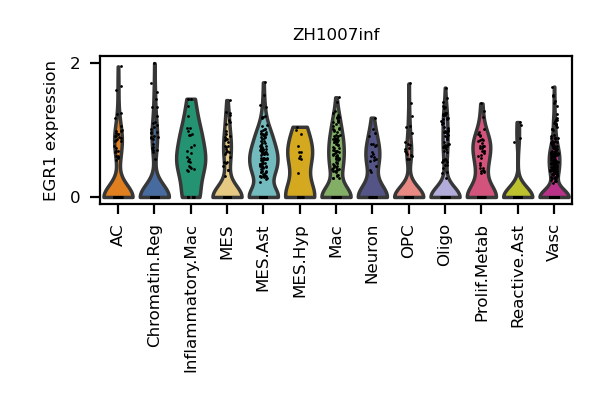 ZH1007inf
EGR1 expression
2
0
AC
Chromatin.Reg
Inflammatory.Mac
MES
MES.Ast
MES.Hyp
Mac
Neuron
OPC
Oligo
Prolif.Metab
Reactive.Ast
Vasc